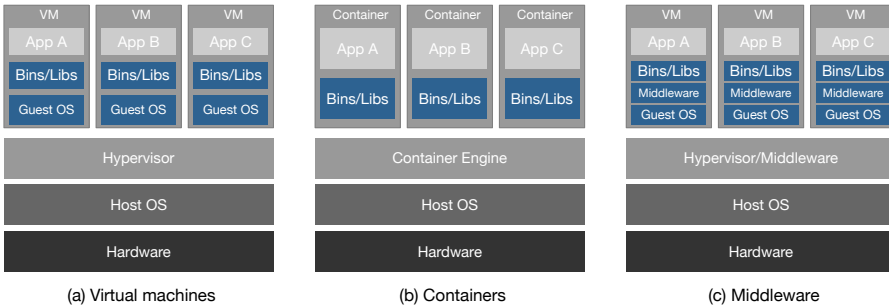 VM VM VM
App A App B App C
Bins/Libs Bins/Libs Bins/Libs
Guest OS Guest OS Guest OS
Hypervisor
Host OS
Hardware
(a) Virtual machines
Container Container Container
App A App B App C
Bins/Libs Bins/Libs Bins/Libs
Container Engine
Host OS
Hardware
(b) Containers
VM VM VM
App A App B App C
Bins/Libs Bins/Libs Bins/Libs
Middleware Middleware Middleware
Guest OS Guest OS Guest OS
Hypervisor/Middleware
Host OS
Hardware
(c) Middleware